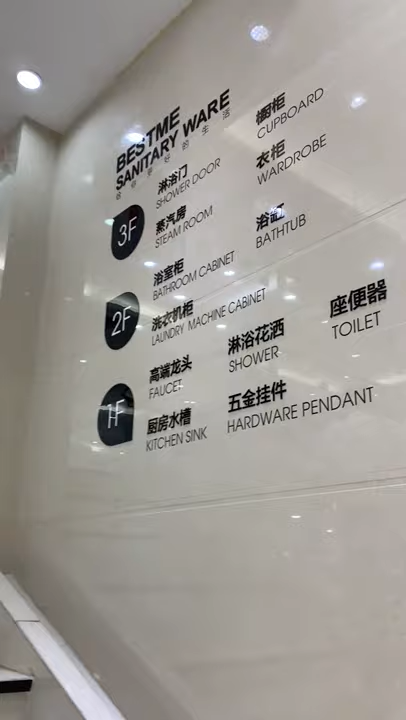 BESTME
SANITARY WARE
3F
淋浴门 橱柜
SHOWER DOOR CUPBOARD
蒸汽房 衣柜
STEAM ROOM WARDROBE
2F
浴室柜 浴缸
BATHROOM CABINET BATHTUB
洗衣机柜
LAUNDRY MACHINE CABINET
1F
高端龙头 淋浴花洒 座便器
FAUCET SHOWER TOILET
厨房水槽 五金挂件
KITCHEN SINK HARDWARE PENDANT